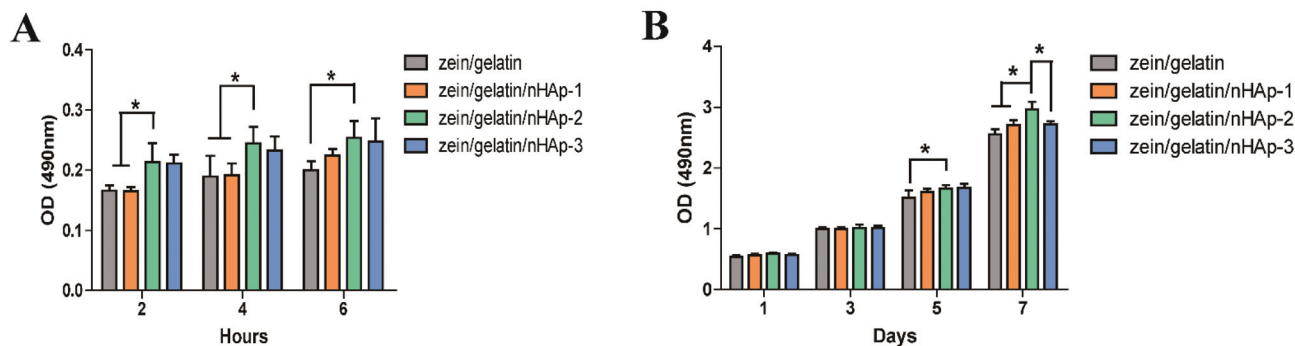 A
OD (490nm)
0.4
0.3
0.2
0.1
0.0
*
*
*
2
4
6
Hours
zein/gelatin
zein/gelatin/nHAp-1
zein/gelatin/nHAp-2
zein/gelatin/nHAp-3
B
OD (490nm)
4
3
2
1
0
*
*
*
1
3
5
7
Days
zein/gelatin
zein/gelatin/nHAp-1
zein/gelatin/nHAp-2
zein/gelatin/nHAp-3